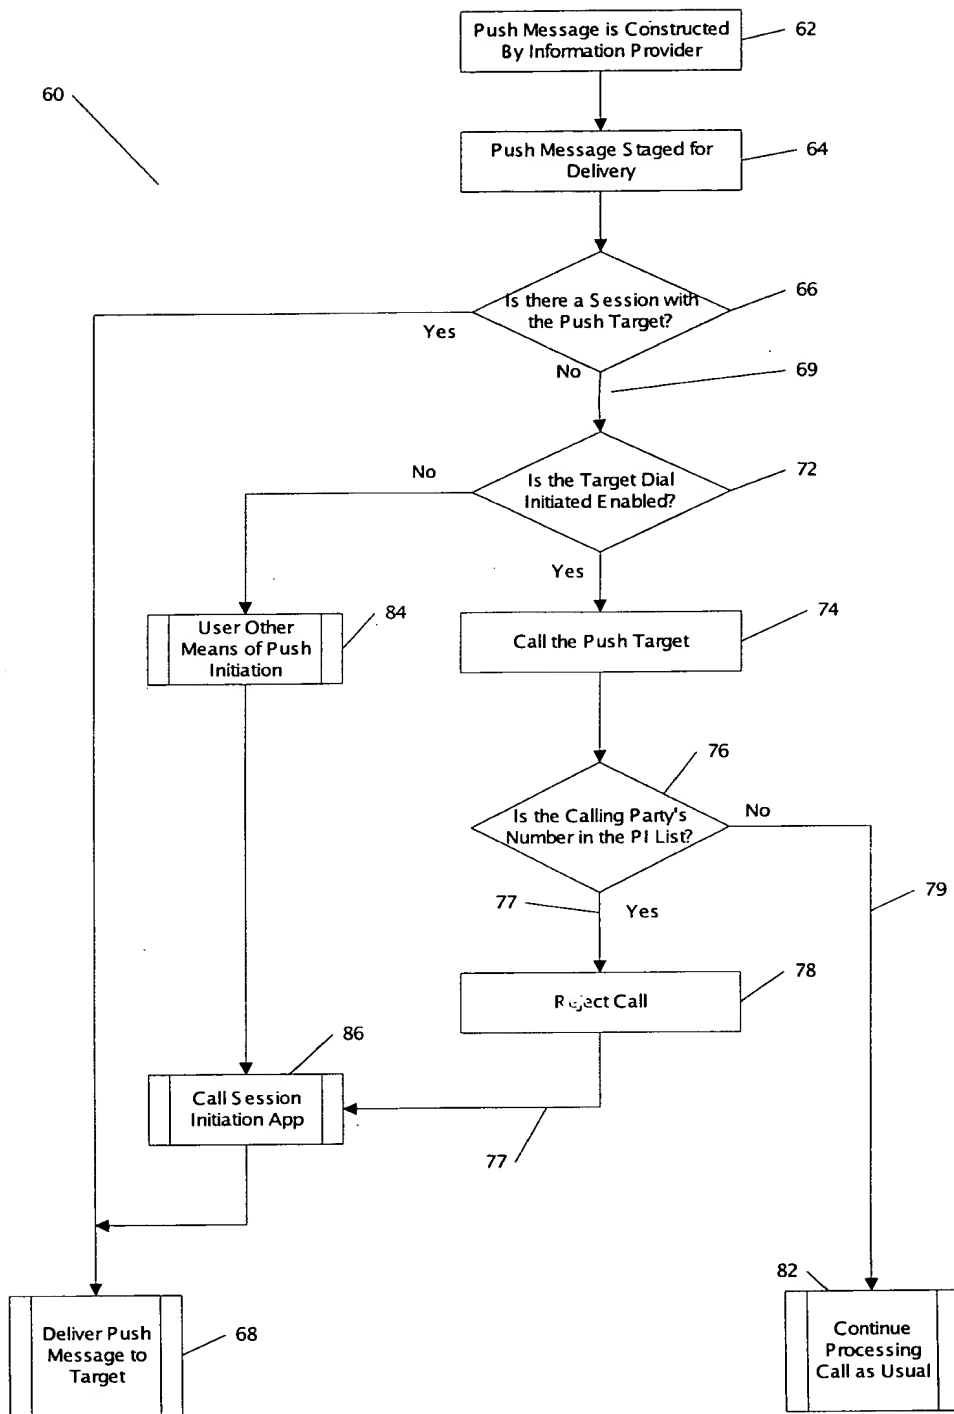 Push Message is Constructed
By Information Provider
62
60
Push Message Staged for
Delivery
64
Is there a Session with
the Push Target?
66
Yes
No
69
Is the Target Dial
Initiated Enabled?
72
No
Yes
User Other
Means of Push
Initiation
84
Call the Push Target
74
76
Is the Calling Party's
Number in the PI List?
No
77
Yes
79
Reject Call
78
86
Call Session
Initiation App
77
82
Deliver Push
Message to
Target
68
Continue
Processing
Call as Usual